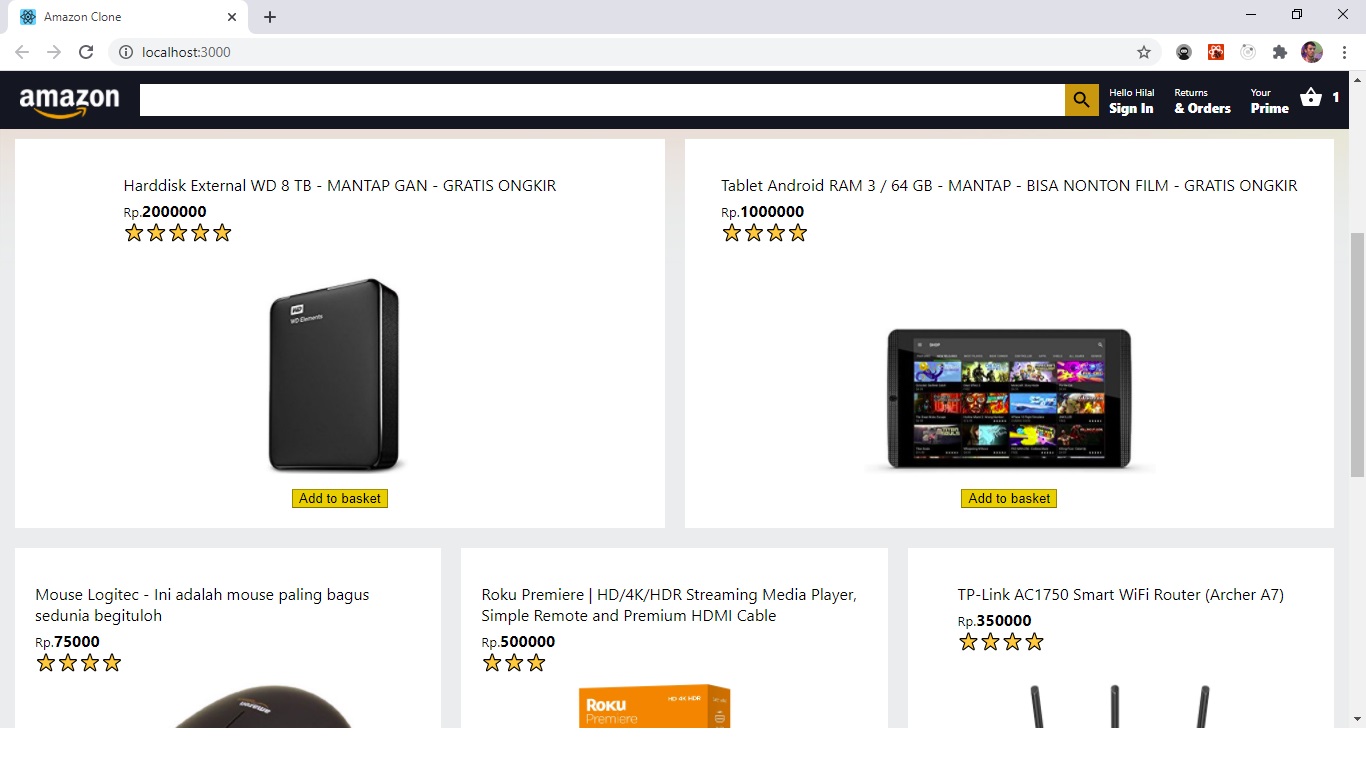 Amazon Clone
localhost:3000
amazon
Hello Hilal
Sign In
Returns
& Orders
Your
Prime
1
Harddisk External WD 8 TB - MANTAP GAN - GRATIS ONGKIR
Rp.2000000
WD
WD Elements
Add to basket
Tablet Android RAM 3 / 64 GB - MANTAP - BISA NONTON FILM - GRATIS ONGKIR
Rp.1000000
SHOP
Add to basket
Mouse Logitec - Ini adalah mouse paling bagus
sedunia begituloh
Rp.75000
amazon
Roku Premiere | HD/4K/HDR Streaming Media Player,
Simple Remote and Premium HDMI Cable
Rp.500000
Roku
Premiere
HD 4K HDR
TP-Link AC1750 Smart WiFi Router (Archer A7)
Rp.350000